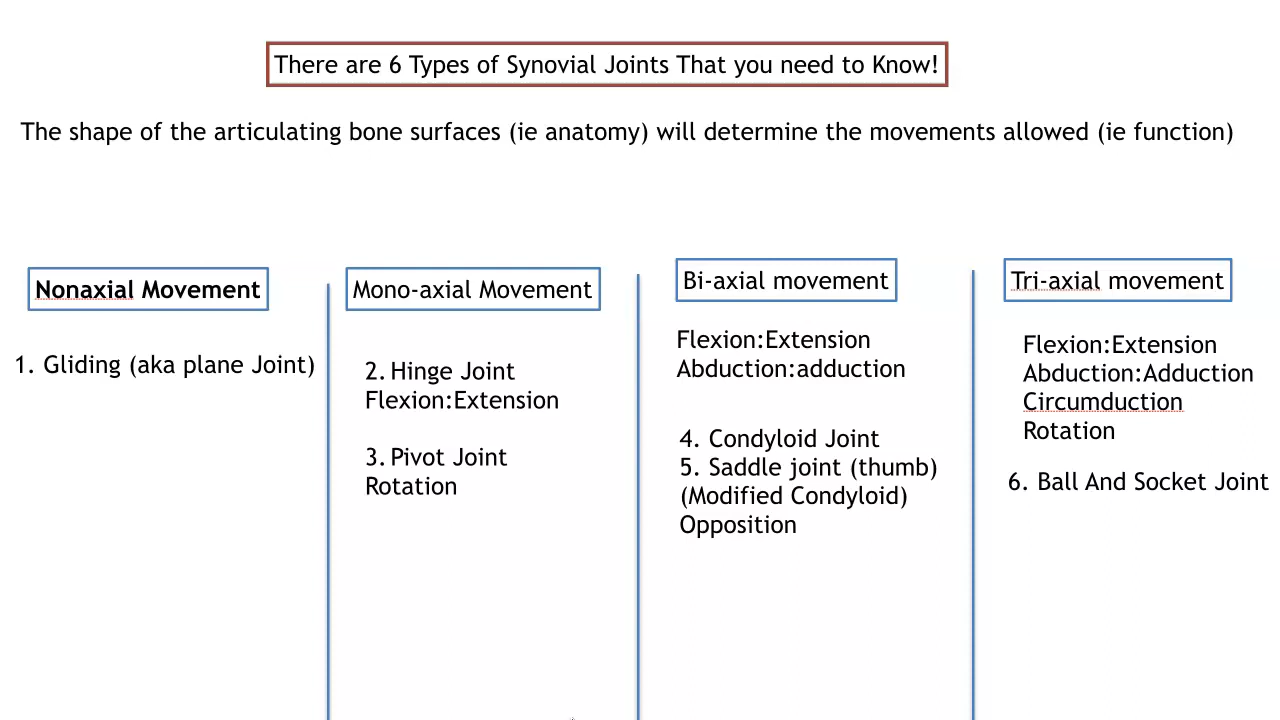 There are 6 Types of Synovial Joints That you need to Know!
The shape of the articulating bone surfaces (ie anatomy) will determine the movements allowed (ie function)
Nonaxial Movement
1. Gliding (aka plane Joint)
Mono-axial Movement
2. Hinge Joint
Flexion:Extension
3. Pivot Joint
Rotation
Bi-axial movement
Flexion:Extension
Abduction:adduction
4. Condyloid Joint
5. Saddle joint (thumb)
(Modified Condyloid)
Opposition
Tri-axial movement
Flexion:Extension
Abduction:Adduction
Circumduction
Rotation
6. Ball And Socket Joint